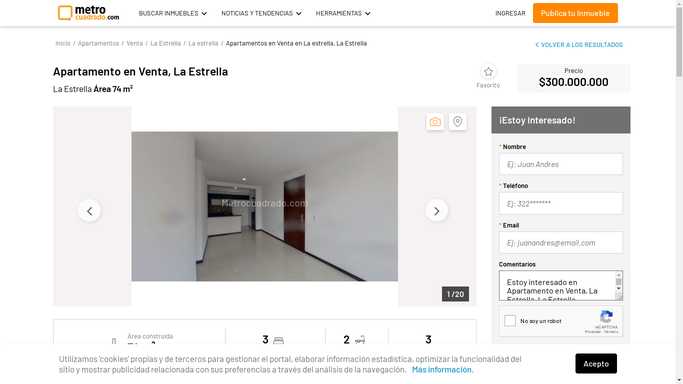 metro
cuadrado.com
BUSCAR INMUEBLES
NOTICIAS Y TENDENCIAS
HERRAMIENTAS
INGRESAR
Publica tu Inmueble
Inicio / Apartamentos / Venta / La Estrella / La estrella / Apartamentos en Venta en La estrella, La Estrella
VOLVER A LOS RESULTADOS
Apartamento en Venta, La Estrella
La Estrella Área 74 m²
Favorito
Precio
$300.000.000
Metrocuadrado.com
1 /20
¡Estoy Interesado!
* Nombre
Ej: Juan Andres
* Teléfono
Ej: 322*******
* Email
Ej: juanandres@email.com
Comentarios
Estoy interesado en
Apartamento en Venta, La
Estrella, La Estrella
No soy un robot
reCAPTCHA
Privacidad - Términos
Área construida
3
2
3
Utilizamos 'cookies' propias y de terceros para gestionar el portal, elaborar información estadística, optimizar la funcionalidad del
sitio y mostrar publicidad relacionada con sus preferencias a través del análisis de la navegación. Más información.
Acepto